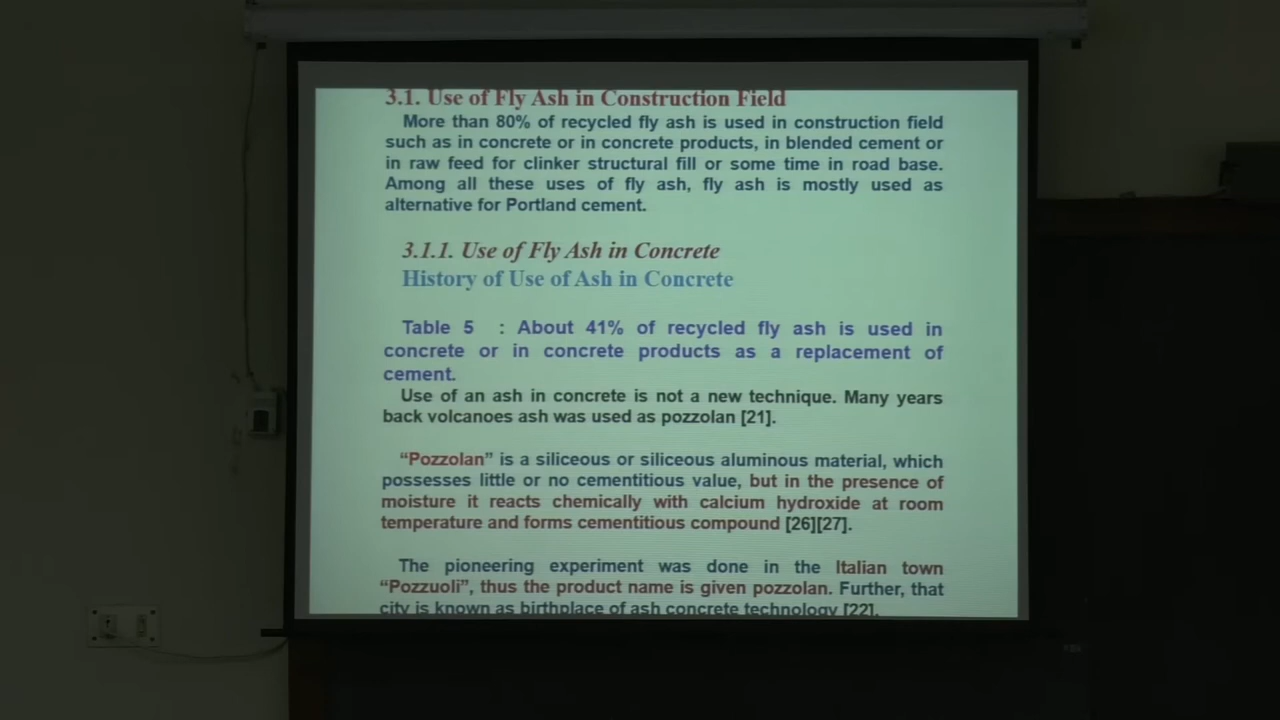 3.1. Use of Fly Ash in Construction Field
More than 80% of recycled fly ash is used in construction field
such as in concrete or in concrete products, in blended cement or
in raw feed for clinker structural fill or some time in road base.
Among all these uses of fly ash, fly ash is mostly used as
alternative for Portland cement.
3.1.1. Use of Fly Ash in Concrete
History of Use of Ash in Concrete
Table 5 : About 41% of recycled fly ash is used in
concrete or in concrete products as a replacement of
cement.
Use of an ash in concrete is not a new technique. Many years
back volcanoes ash was used as pozzolan [21].
“Pozzolan” is a siliceous or siliceous aluminous material, which
possesses little or no cementitious value, but in the presence of
moisture it reacts chemically with calcium hydroxide at room
temperature and forms cementitious compound [26][27].
The pioneering experiment was done in the Italian town
“Pozzuoli”, thus the product name is given pozzolan. Further, that
city is known as birthplace of ash concrete technology [22].